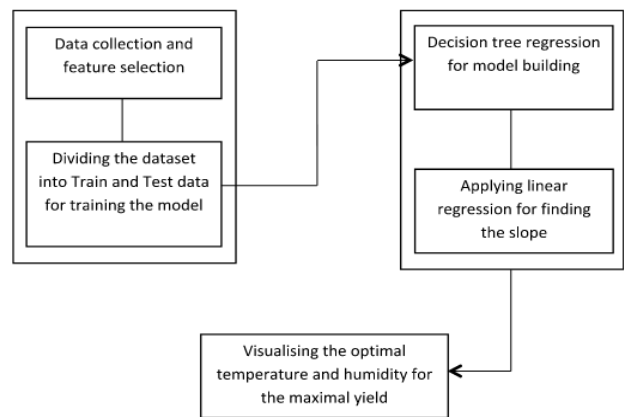 Data collection and
feature selection
Dividing the dataset
into Train and Test data
for training the model
Decision tree regression
for model building
Applying linear
regression for finding
the slope
Visualising the optimal
temperature and humidity for
the maximal yield